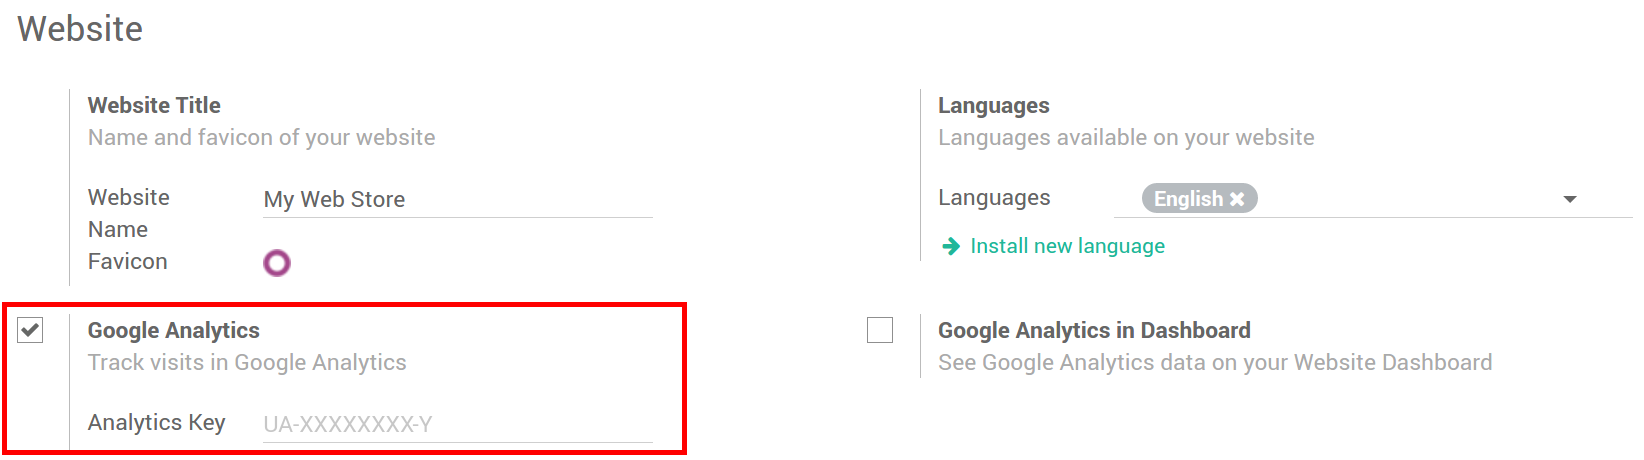 Website
Website Title
Name and favicon of your website
Website
Name
My Web Store
Favicon
Languages
Languages available on your website
Languages
English
Install new language
Google Analytics
Track visits in Google Analytics
Analytics Key
UA-XXXXXXXX-Y
Google Analytics in Dashboard
See Google Analytics data on your Website Dashboard